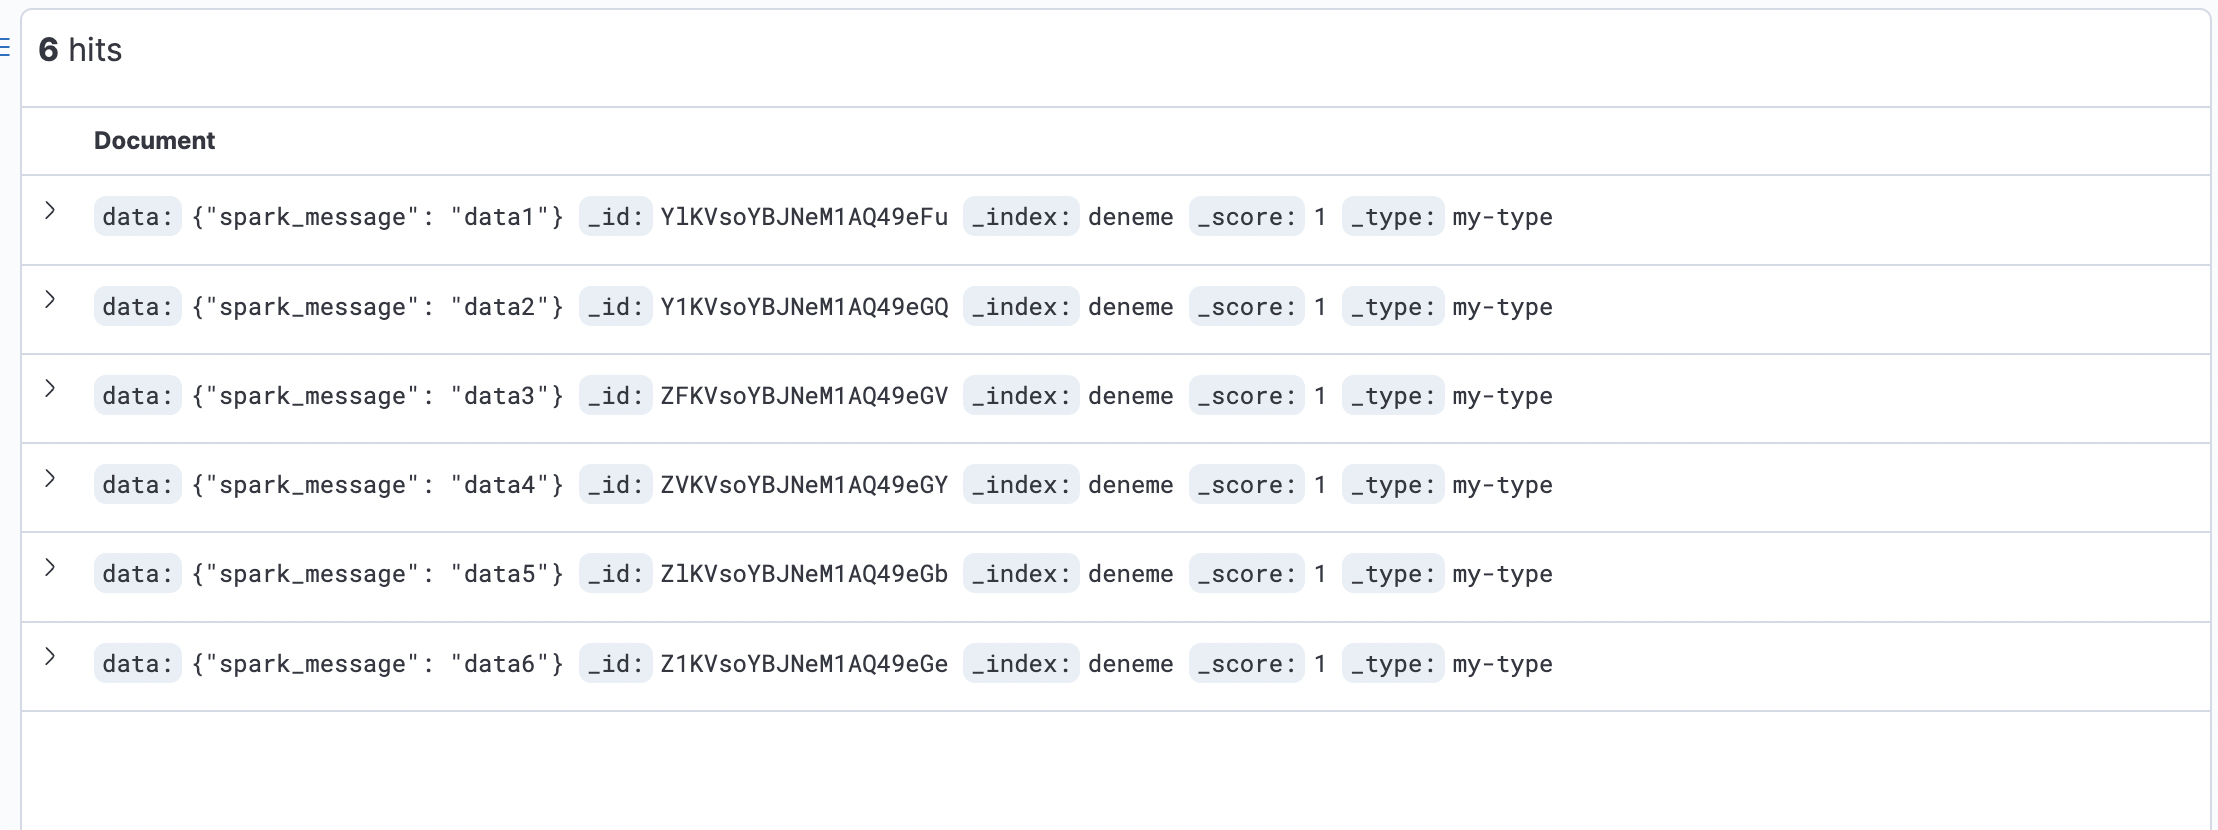 6 hits
Document
data: {"spark_message": "data1"} _id: YlKVsoYBJNeM1AQ49eFu _index: deneme _score: 1 _type: my-type
data: {"spark_message": "data2"} _id: Y1KVsoYBJNeM1AQ49eGQ _index: deneme _score: 1 _type: my-type
data: {"spark_message": "data3"} _id: ZFKVsoYBJNeM1AQ49eGV _index: deneme _score: 1 _type: my-type
data: {"spark_message": "data4"} _id: ZVKVsoYBJNeM1AQ49eGY _index: deneme _score: 1 _type: my-type
data: {"spark_message": "data5"} _id: ZlKVsoYBJNeM1AQ49eGb _index: deneme _score: 1 _type: my-type
data: {"spark_message": "data6"} _id: Z1KVsoYBJNeM1AQ49eGe _index: deneme _score: 1 _type: my-type